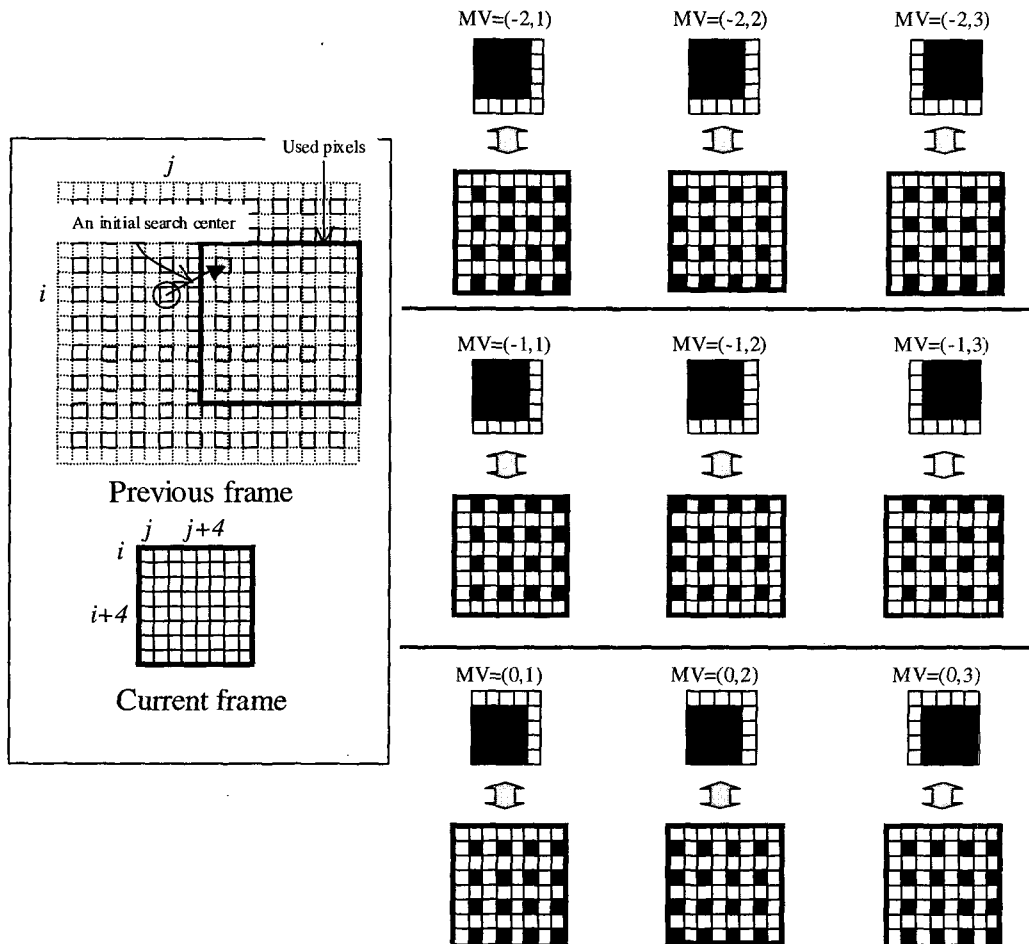 MV=(-2,1) MV=(-2,2) MV=(-2,3)
Used pixels
j
An initial search center
i
Previous frame
j j+4
i
i+4
Current frame
MV=(-1,1) MV=(-1,2) MV=(-1,3)
MV=(0,1) MV=(0,2) MV=(0,3)